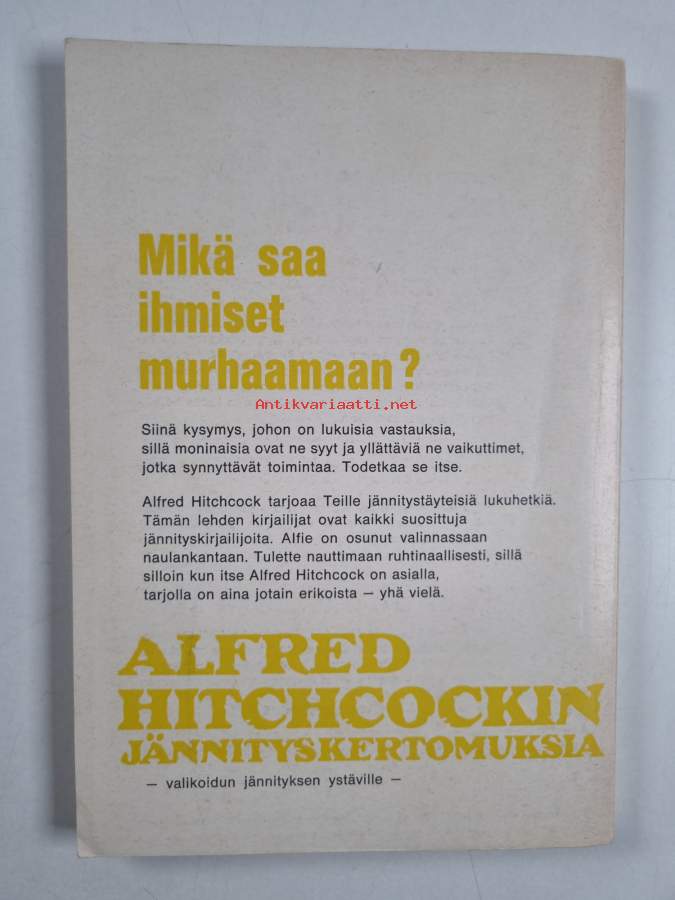 Mikä saa
ihmiset
murhaamaan?
Antikvariaatti.net
Siinä kysymys, johon on lukuisia vastauksia,
sillä moninaisia ovat ne syyt ja yllättäviä ne vaikuttimet,
jotka synnyttävät toimintaa. Todetkaa se itse.
Alfred Hitchcock tarjoaa Teille jännitystäyteisiä lukuhetkiä.
Tämän lehden kirjailijat ovat kaikki suosittuja
jännityskirjailijoita. Alfie on osunut valinnassaan
naulankantaan. Tulette nauttimaan ruhtinaallisesti, sillä
silloin kun itse Alfred Hitchcock on asialla,
tarjolla on aina jotain erikoista – yhä vielä.
ALFRED
HITCHCOCKIN
JÄNNITYSKERTOMUKSIA
– valikoidun jännityksen ystäville –